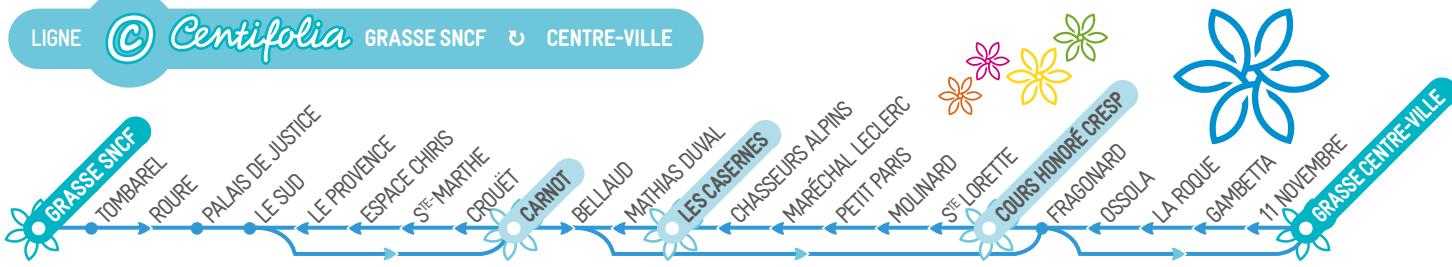 LIGNE C Centifolia GRASSE SNCF ↻ CENTRE-VILLE
GRASSE SNCF
TOMBAREL
ROURE
PALAIS DE JUSTICE
LE SUD
LE PROVENCE
ESPACE CHIRIS
STE-MARTHE
CROUËT
CARNOT
BELLAUD
MATHIAS DUVAL
LES CASERNES
CHASSEURS ALPINS
MARÉCHAL LECLERC
PETIT PARIS
MOLINARD
STE LORETTE
COURS HONORÉ CRESP
FRAGONARD
OSSOLA
LA ROQUE
GAMBETTA
11 NOVEMBRE
GRASSE CENTRE-VILLE